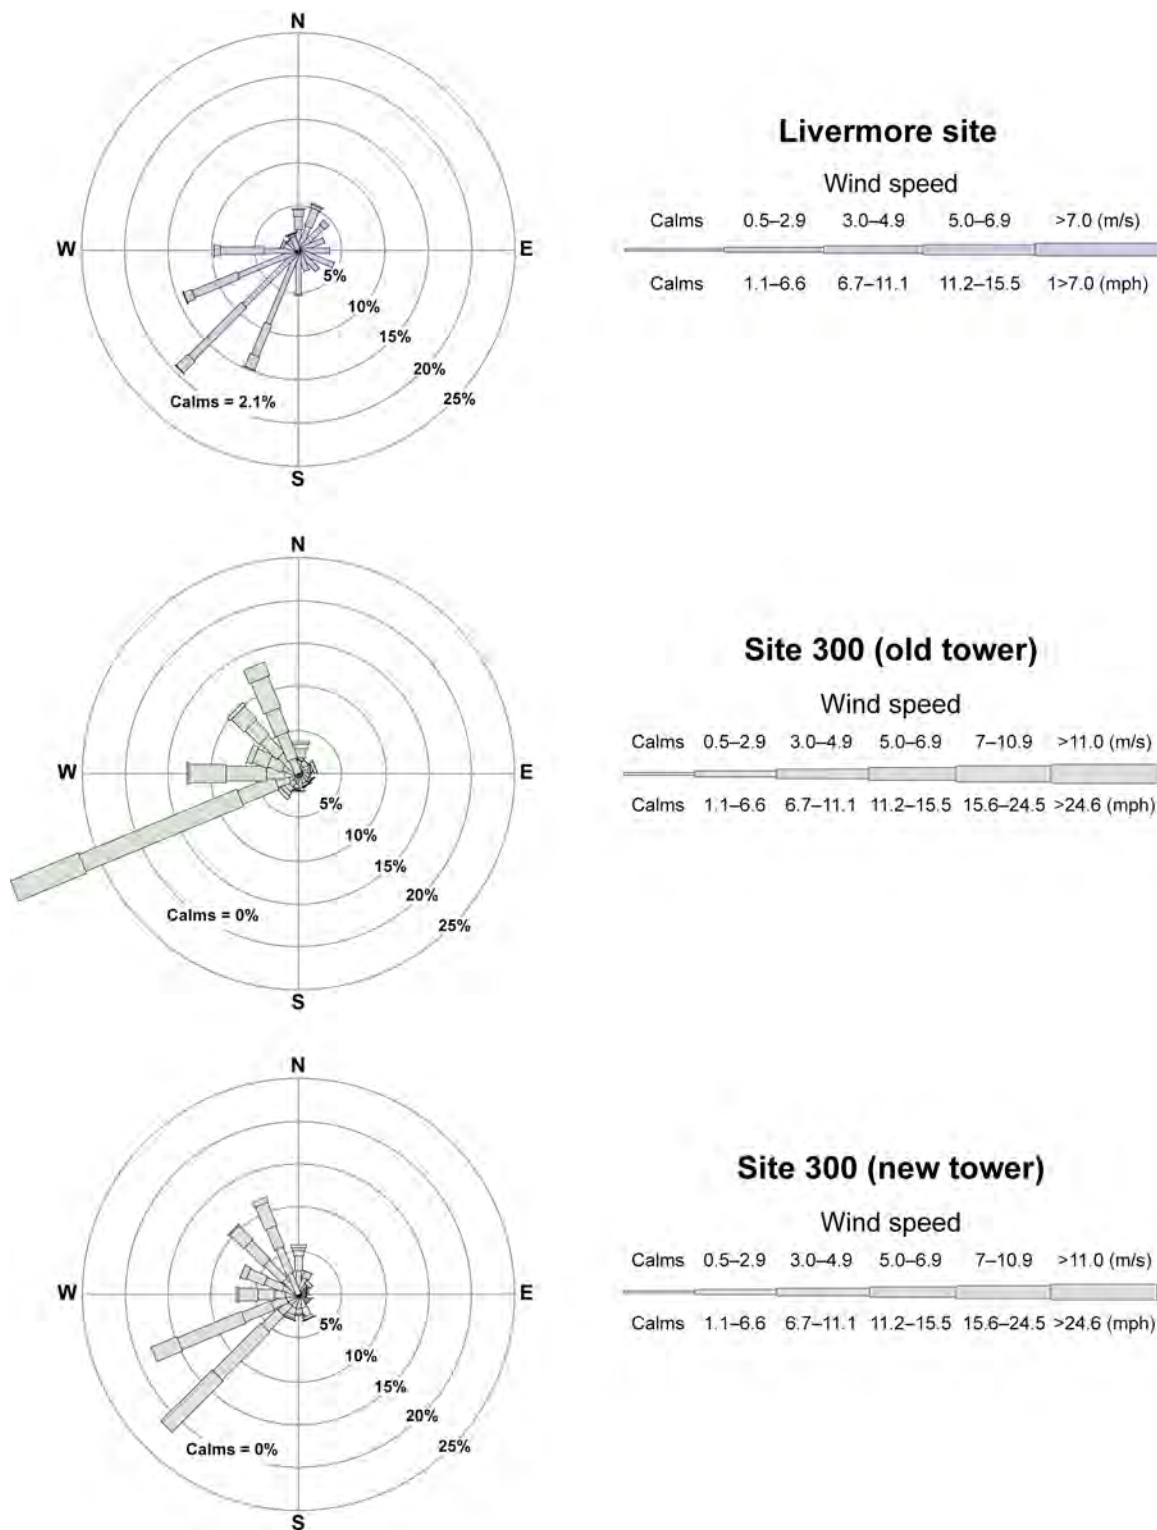 N
W
E
5%
10%
15%
20%
25%
Calms = 2.1%
S
Livermore site
Wind speed
Calms 0.5–2.9 3.0–4.9 5.0–6.9 >7.0 (m/s)
Calms 1.1–6.6 6.7–11.1 11.2–15.5 1>7.0 (mph)
N
W
E
5%
10%
15%
20%
25%
Calms = 0%
S
Site 300 (old tower)
Wind speed
Calms 0.5–2.9 3.0–4.9 5.0–6.9 7–10.9 >11.0 (m/s)
Calms 1.1–6.6 6.7–11.1 11.2–15.5 15.6–24.5 >24.6 (mph)
N
W
E
5%
10%
15%
20%
25%
Calms = 0%
S
Site 300 (new tower)
Wind speed
Calms 0.5–2.9 3.0–4.9 5.0–6.9 7–10.9 >11.0 (m/s)
Calms 1.1–6.6 6.7–11.1 11.2–15.5 15.6–24.5 >24.6 (mph)